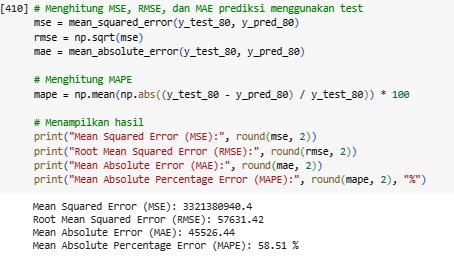 [410] # Menghitung MSE, RMSE, dan MAE prediksi menggunakan test
mse = mean_squared_error(y_test_80, y_pred_80)
rmse = np.sqrt(mse)
mae = mean_absolute_error(y_test_80, y_pred_80)
# Menghitung MAPE
mape = np.mean(np.abs((y_test_80 - y_pred_80) / y_test_80)) * 100
# Menampilkan hasil
print("Mean Squared Error (MSE):", round(mse, 2))
print("Root Mean Squared Error (RMSE):", round(rmse, 2))
print("Mean Absolute Error (MAE):", round(mae, 2))
print("Mean Absolute Percentage Error (MAPE):", round(mape, 2), "%")
Mean Squared Error (MSE): 3321380940.4
Root Mean Squared Error (RMSE): 57631.42
Mean Absolute Error (MAE): 45526.44
Mean Absolute Percentage Error (MAPE): 58.51 %